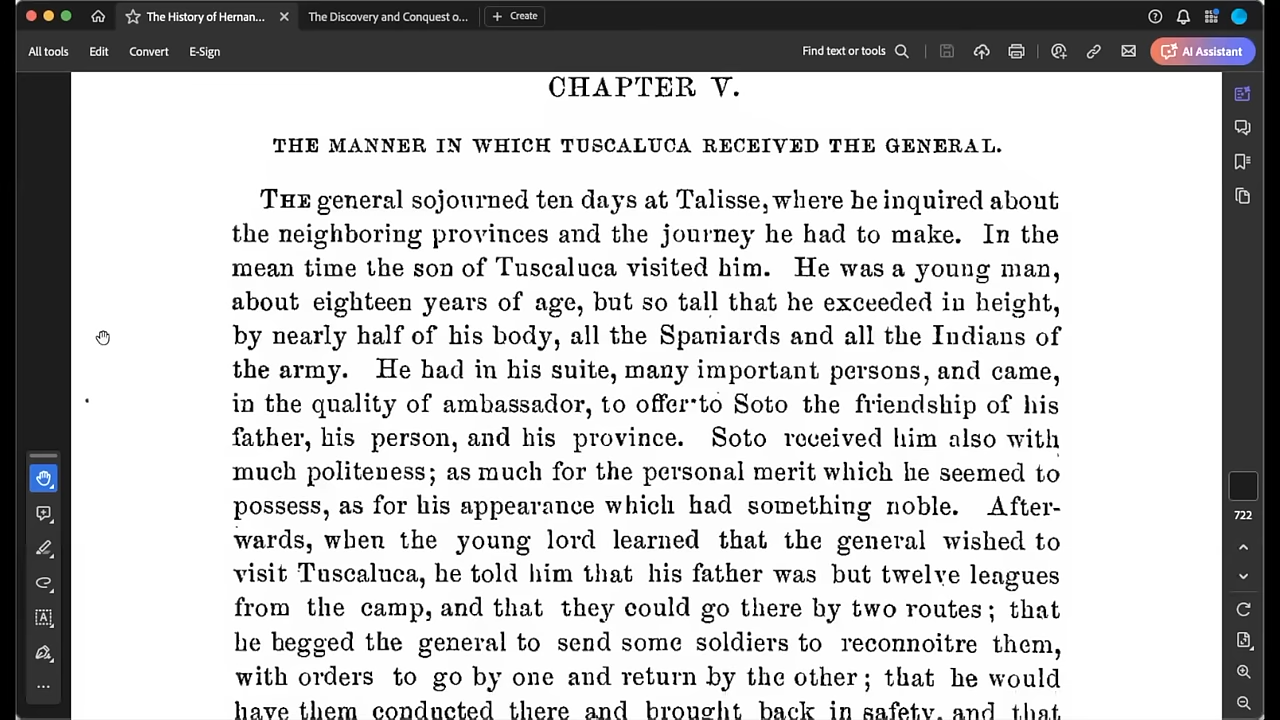 The History of Hernan...
The Discovery and Conquest o...
Create
All tools
Edit
Convert
E-Sign
Find text or tools
AI Assistant
CHAPTER V.
THE MANNER IN WHICH TUSCALUCA RECEIVED THE GENERAL.
THE general sojourned ten days at Talisse, where he inquired about
the neighboring provinces and the journey he had to make. In the
mean time the son of Tuscaluca visited him. He was a young man,
about eighteen years of age, but so tall that he exceeded in height,
by nearly half of his body, all the Spaniards and all the Indians of
the army. He had in his suite, many important persons, and came,
in the quality of ambassador, to offer to Soto the friendship of his
father, his person, and his province. Soto received him also with
much politeness; as much for the personal merit which he seemed to
possess, as for his appearance which had something noble. After-
wards, when the young lord learned that the general wished to
visit Tuscaluca, he told him that his father was but twelve leagues
from the camp, and that they could go there by two routes; that
he begged the general to send some soldiers to reconnoitre them,
with orders to go by one and return by the other; that he would
have them conducted there and brought back in safety, and that
722